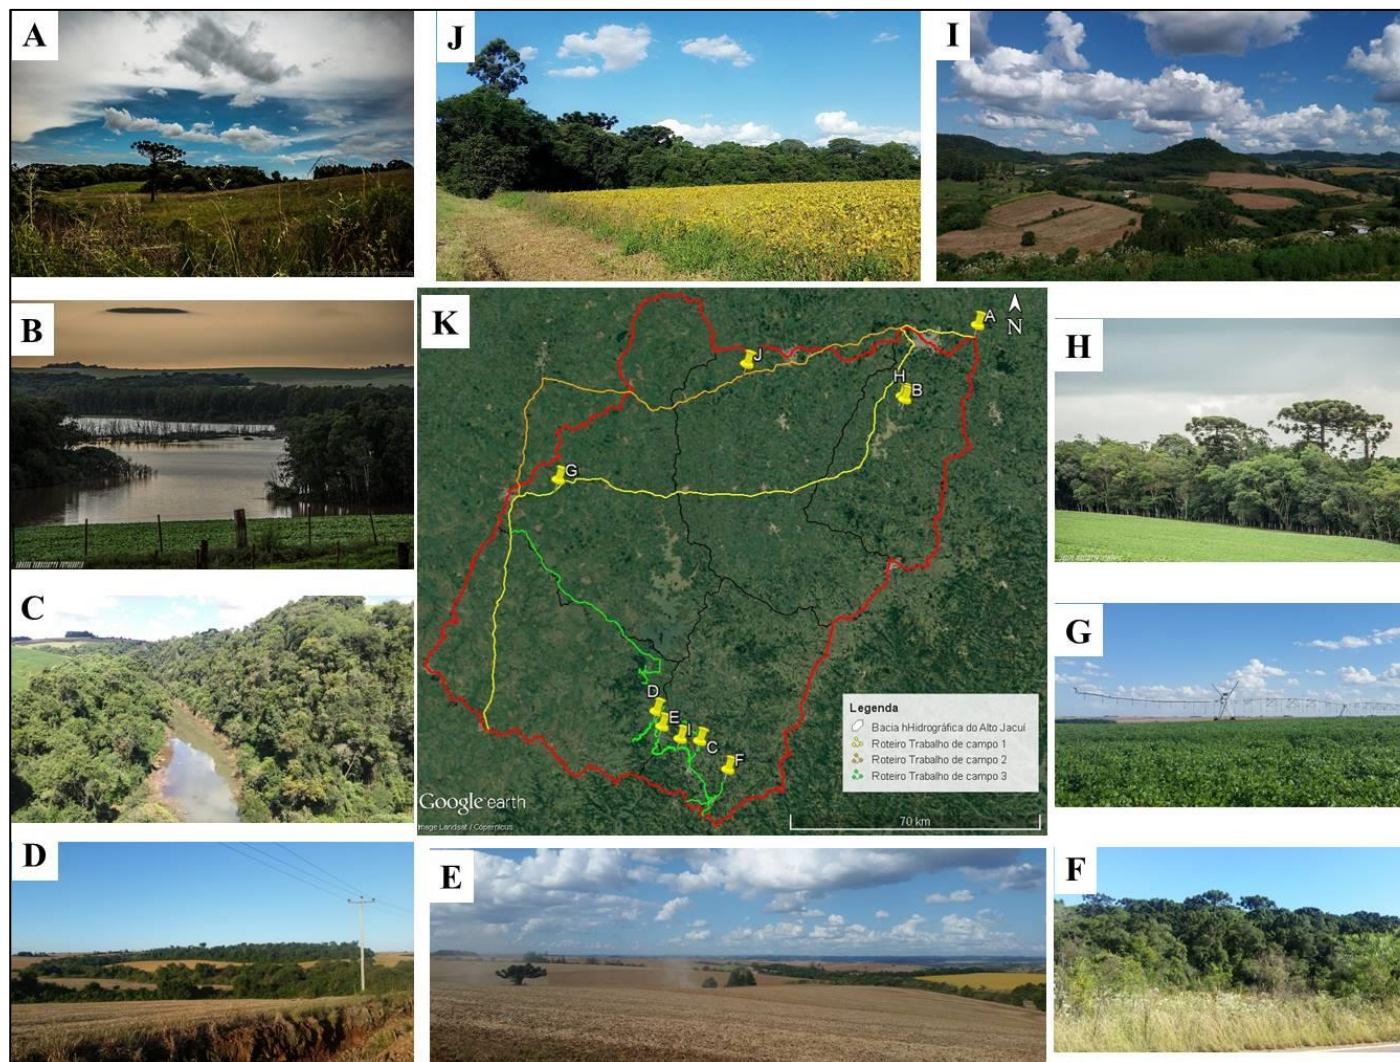 A
J
I
B
K
A
N
J
H
B
G
H
C
D
E
I
C
F
Legenda
Bacia hHidrográfica do Alto Jacuí
Roteiro Trabalho de campo 1
Roteiro Trabalho de campo 2
Roteiro Trabalho de campo 3
Google earth
Image Landsat / Copernicus
70 km
G
D
E
F